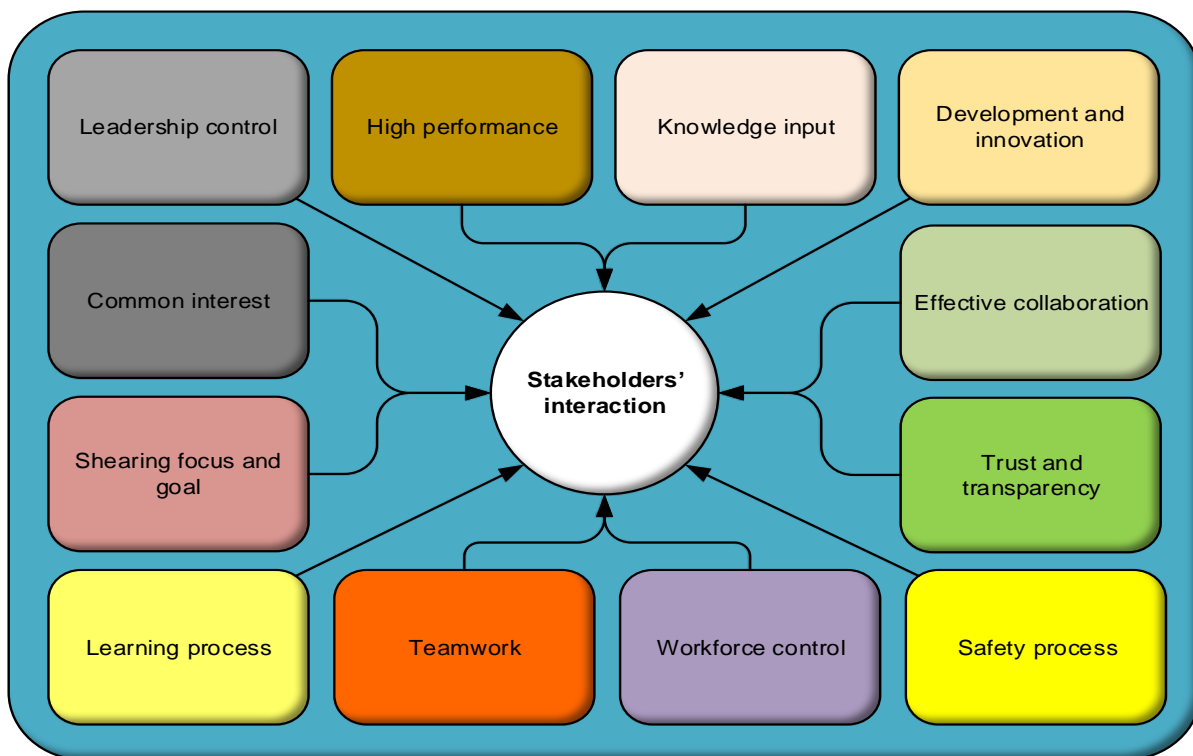 Leadership control
High performance
Knowledge input
Development and
innovation
Common interest
Effective collaboration
Stakeholders’
interaction
Shearing focus and
goal
Trust and
transparency
Learning process
Teamwork
Workforce control
Safety process